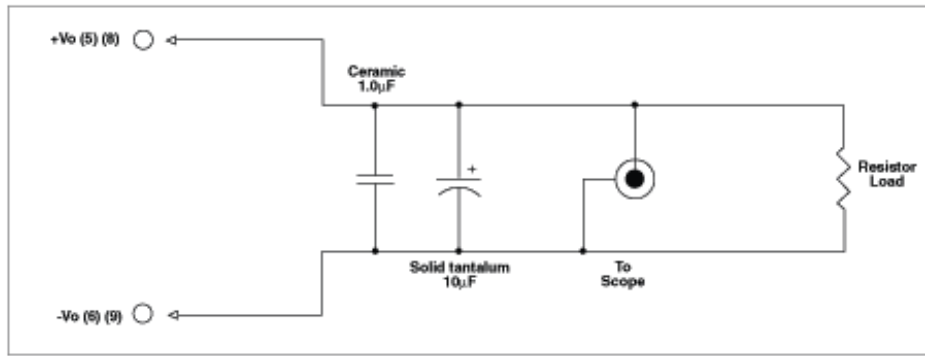 +Vo (5) (8)
Ceramic
1.0µF
+
Resistor
Load
Solid tantalum
10µF
To
Scope
-Vo (6) (9)